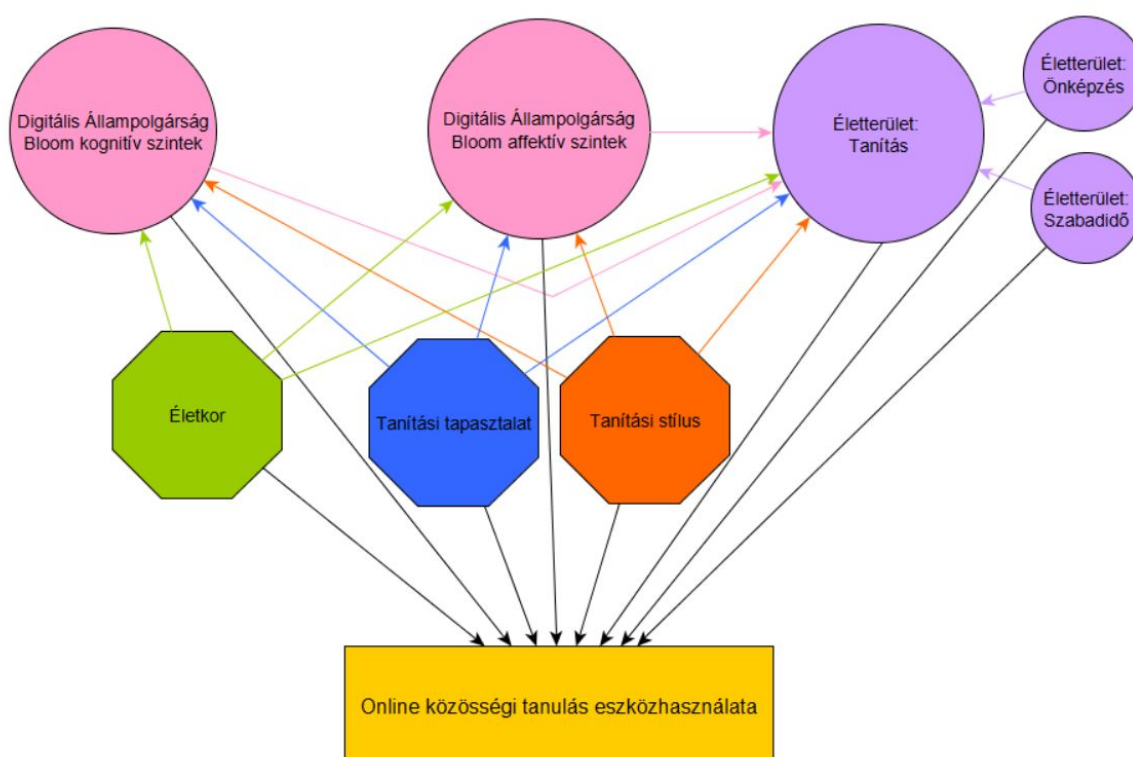 Digitális Állampolgárság
Bloom kognitív szintek
Digitális Állampolgárság
Bloom affektív szintek
Életterület:
Tanítás
Életterület:
Önképzés
Életterület:
Szabadidő
Életkor
Tanítási tapasztalat
Tanítási stílus
Online közösségi tanulás eszközhasználata